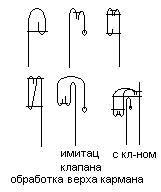 имитац с кл-ном
клапана
обработка верха кармана